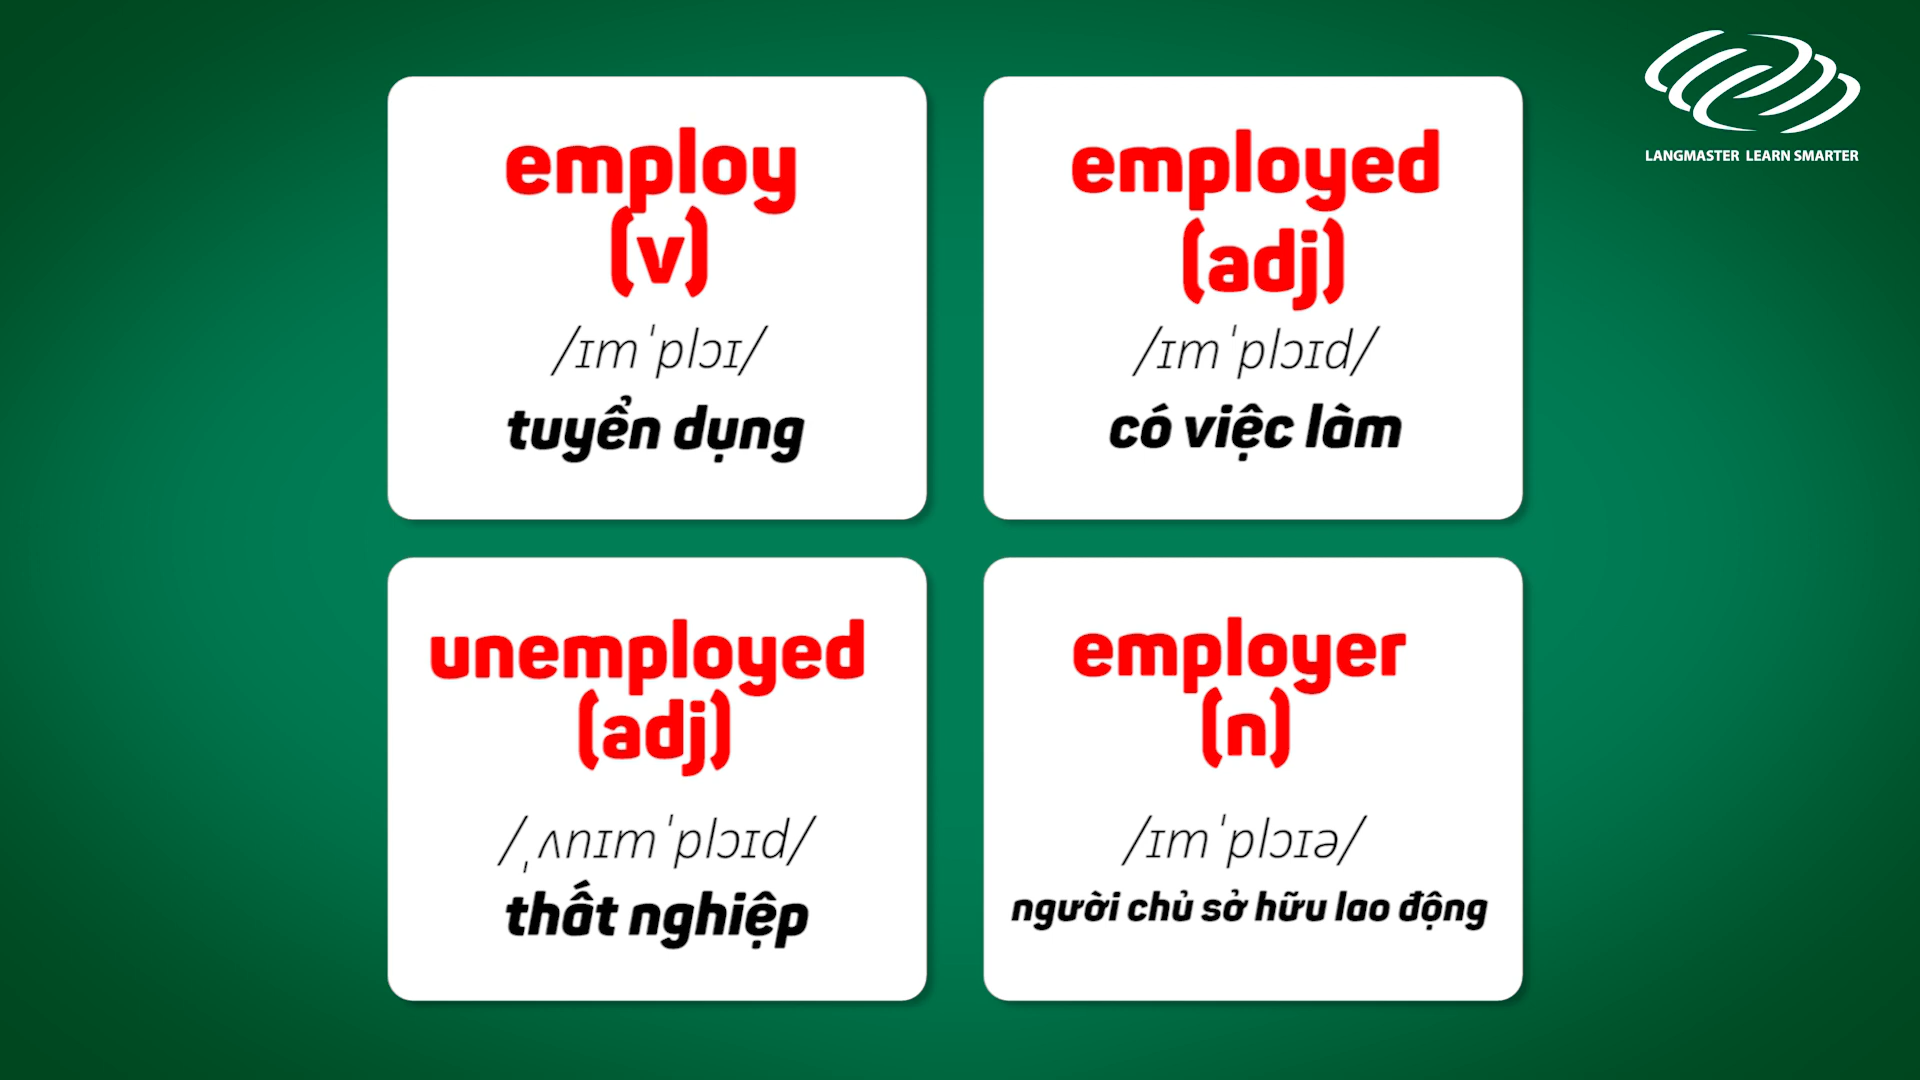 employ
(v)
/ɪmˈplɔɪ/
tuyển dụng
employed
(adj)
/ɪmˈplɔɪd/
có việc làm
LANGMASTER LEARN SMARTER
unemployed
(adj)
/ˌʌnɪmˈplɔɪd/
thất nghiệp
employer
(n)
/ɪmˈplɔɪə/
người chủ sở hữu lao động